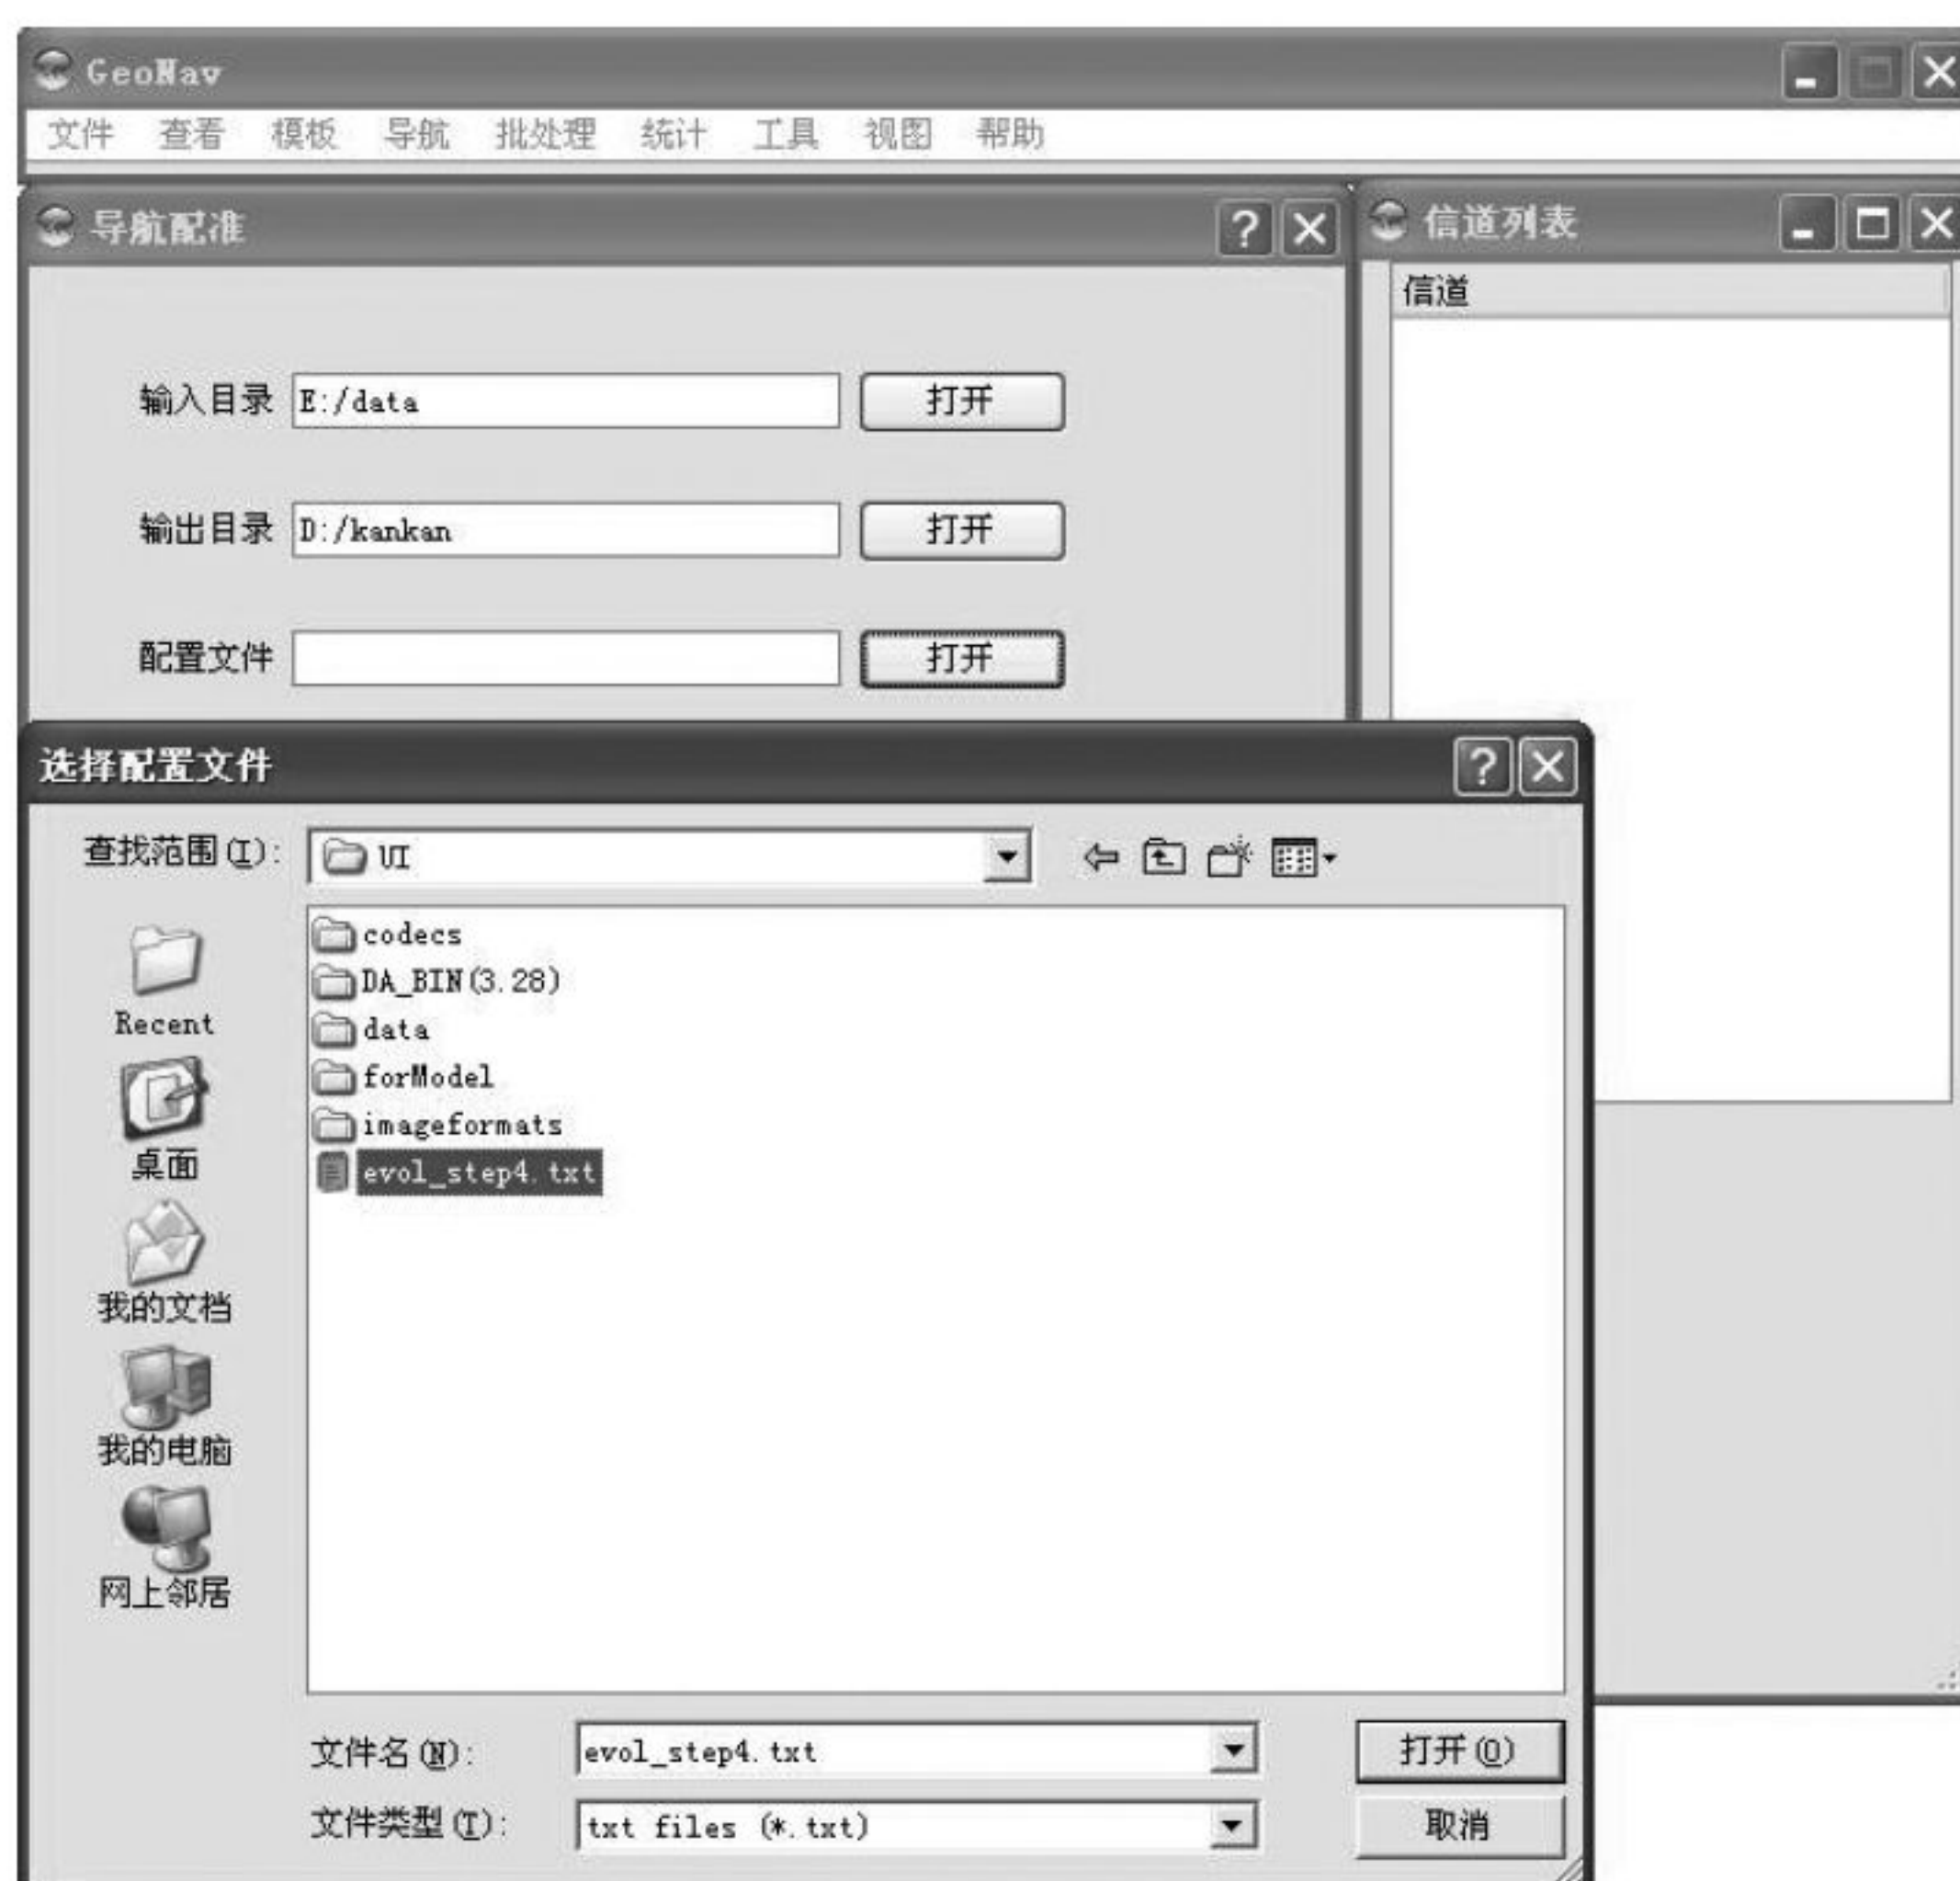 GeoNav
文件 查看 模板 导航 批处理 统计 工具 视图 帮助
导航配准
信道列表
信道
输入目录 E:/data 打开
输出目录 D:/kankan 打开
配置文件 打开
选择配置文件
查找范围(I): UI
codecs
DA_BIN(3.28)
data
forModel
imageformats
evol_step4.txt
Recent
桌面
我的文档
我的电脑
网上邻居
文件名(N): evol_step4.txt 打开(O)
文件类型(T): txt files (*.txt) 取消